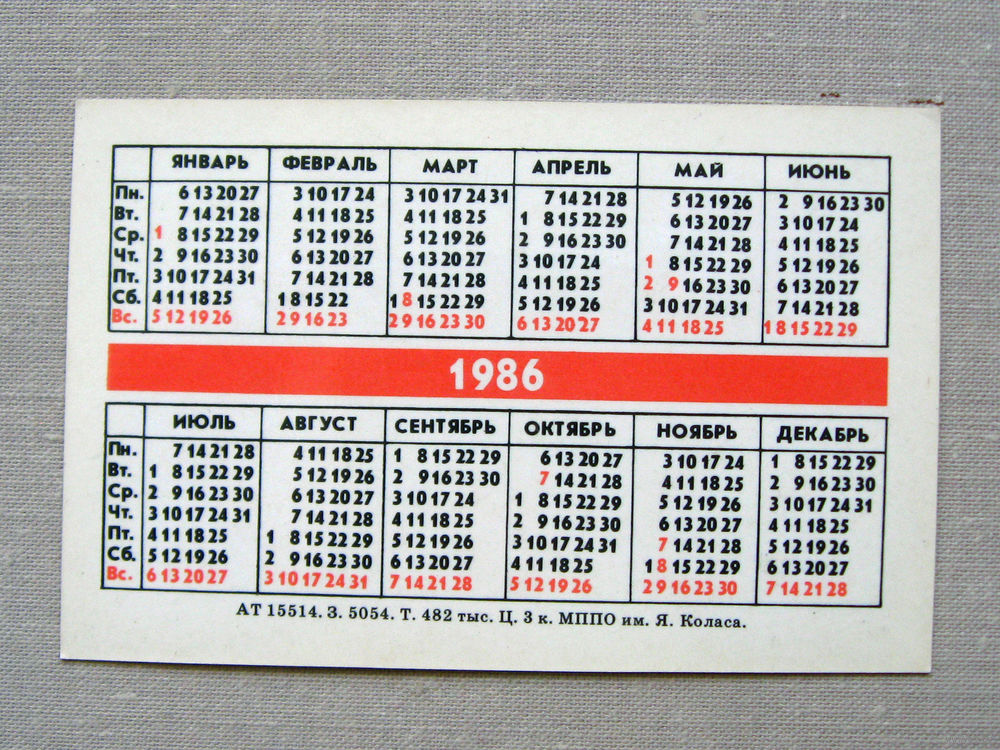 ЯНВАРЬ ФЕВРАЛЬ МАРТ АПРЕЛЬ МАЙ ИЮНЬ
Пн. 6 13 20 27 3 10 17 24 3 10 17 24 31 7 14 21 28 5 12 19 26 2 9 16 23 30
Вт. 7 14 21 28 4 11 18 25 4 11 18 25 1 8 15 22 29 6 13 20 27 3 10 17 24
Ср. 1 8 15 22 29 5 12 19 26 5 12 19 26 2 9 16 23 30 7 14 21 28 4 11 18 25
Чт. 2 9 16 23 30 6 13 20 27 6 13 20 27 3 10 17 24 1 8 15 22 29 5 12 19 26
Пт. 3 10 17 24 31 7 14 21 28 7 14 21 28 4 11 18 25 2 9 16 23 30 6 13 20 27
Сб. 4 11 18 25 1 8 15 22 1 8 15 22 29 5 12 19 26 3 10 17 24 31 7 14 21 28
Вс. 5 12 19 26 2 9 16 23 2 9 16 23 30 6 13 20 27 4 11 18 25 1 8 15 22 29
1986
ИЮЛЬ АВГУСТ СЕНТЯБРЬ ОКТЯБРЬ НОЯБРЬ ДЕКАБРЬ
Пн. 7 14 21 28 4 11 18 25 1 8 15 22 29 6 13 20 27 3 10 17 24 1 8 15 22 29
Вт. 1 8 15 22 29 5 12 19 26 2 9 16 23 30 7 14 21 28 4 11 18 25 2 9 16 23 30
Ср. 2 9 16 23 30 6 13 20 27 3 10 17 24 1 8 15 22 29 5 12 19 26 3 10 17 24 31
Чт. 3 10 17 24 31 7 14 21 28 4 11 18 25 2 9 16 23 30 6 13 20 27 4 11 18 25
Пт. 4 11 18 25 1 8 15 22 29 5 12 19 26 3 10 17 24 31 7 14 21 28 5 12 19 26
Сб. 5 12 19 26 2 9 16 23 30 6 13 20 27 4 11 18 25 1 8 15 22 29 6 13 20 27
Вс. 6 13 20 27 3 10 17 24 31 7 14 21 28 5 12 19 26 2 9 16 23 30 7 14 21 28
АТ 15514. З. 5054. Т. 482 тыс. Ц. 3 к. МППО им. Я. Коласа.